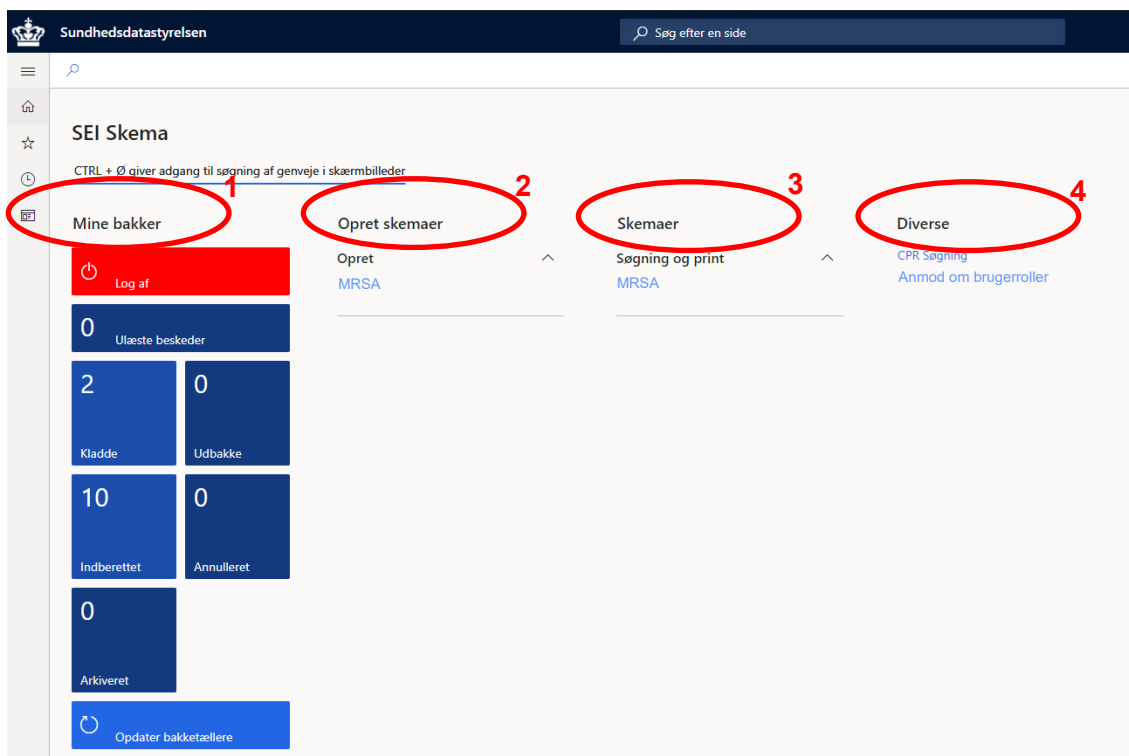 Sundhedsdatastyrelsen
Søg efter en side
SEI Skema
CTRL + Ø giver adgang til søgning af genveje i skærmbilleder
1
2
3
4
Mine bakker
Opret skemaer
Skemaer
Diverse
Log af
0
Ulæste beskeder
2
Kladde
0
Udbakke
10
Indberettet
0
Annulleret
0
Arkiveret
Opdater bakketællere
Opret
MRSA
Søgning og print
MRSA
CPR Søgning
Anmod om brugerroller